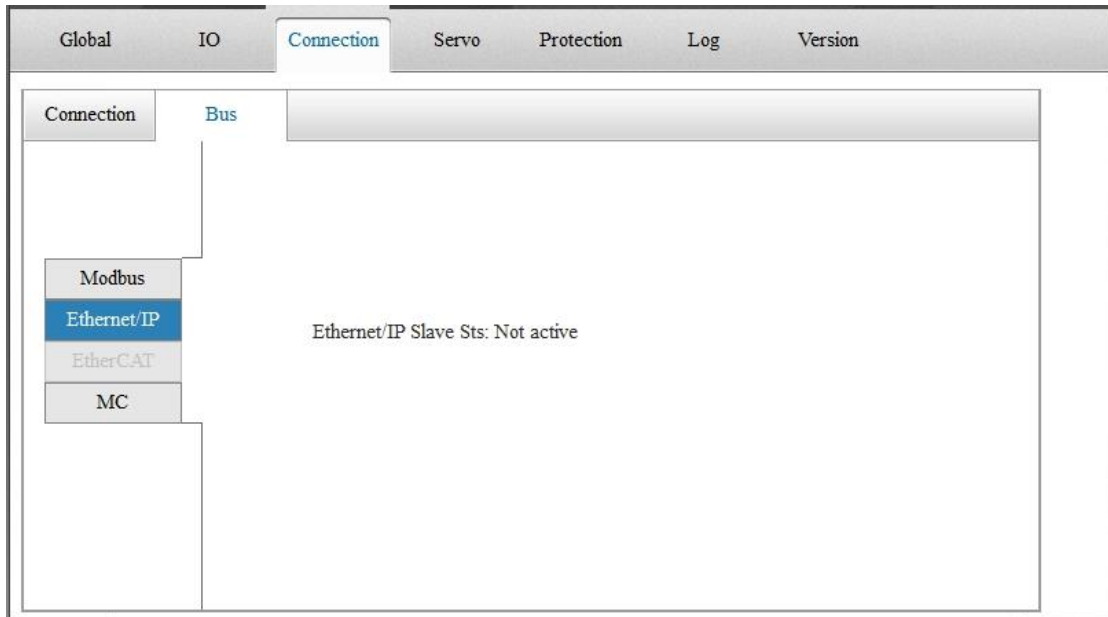 Global IO Connection Servo Protection Log Version
Connection Bus
Modbus
Ethernet/IP
Ethernet/IP Slave Sts: Not active
EtherCAT
MC